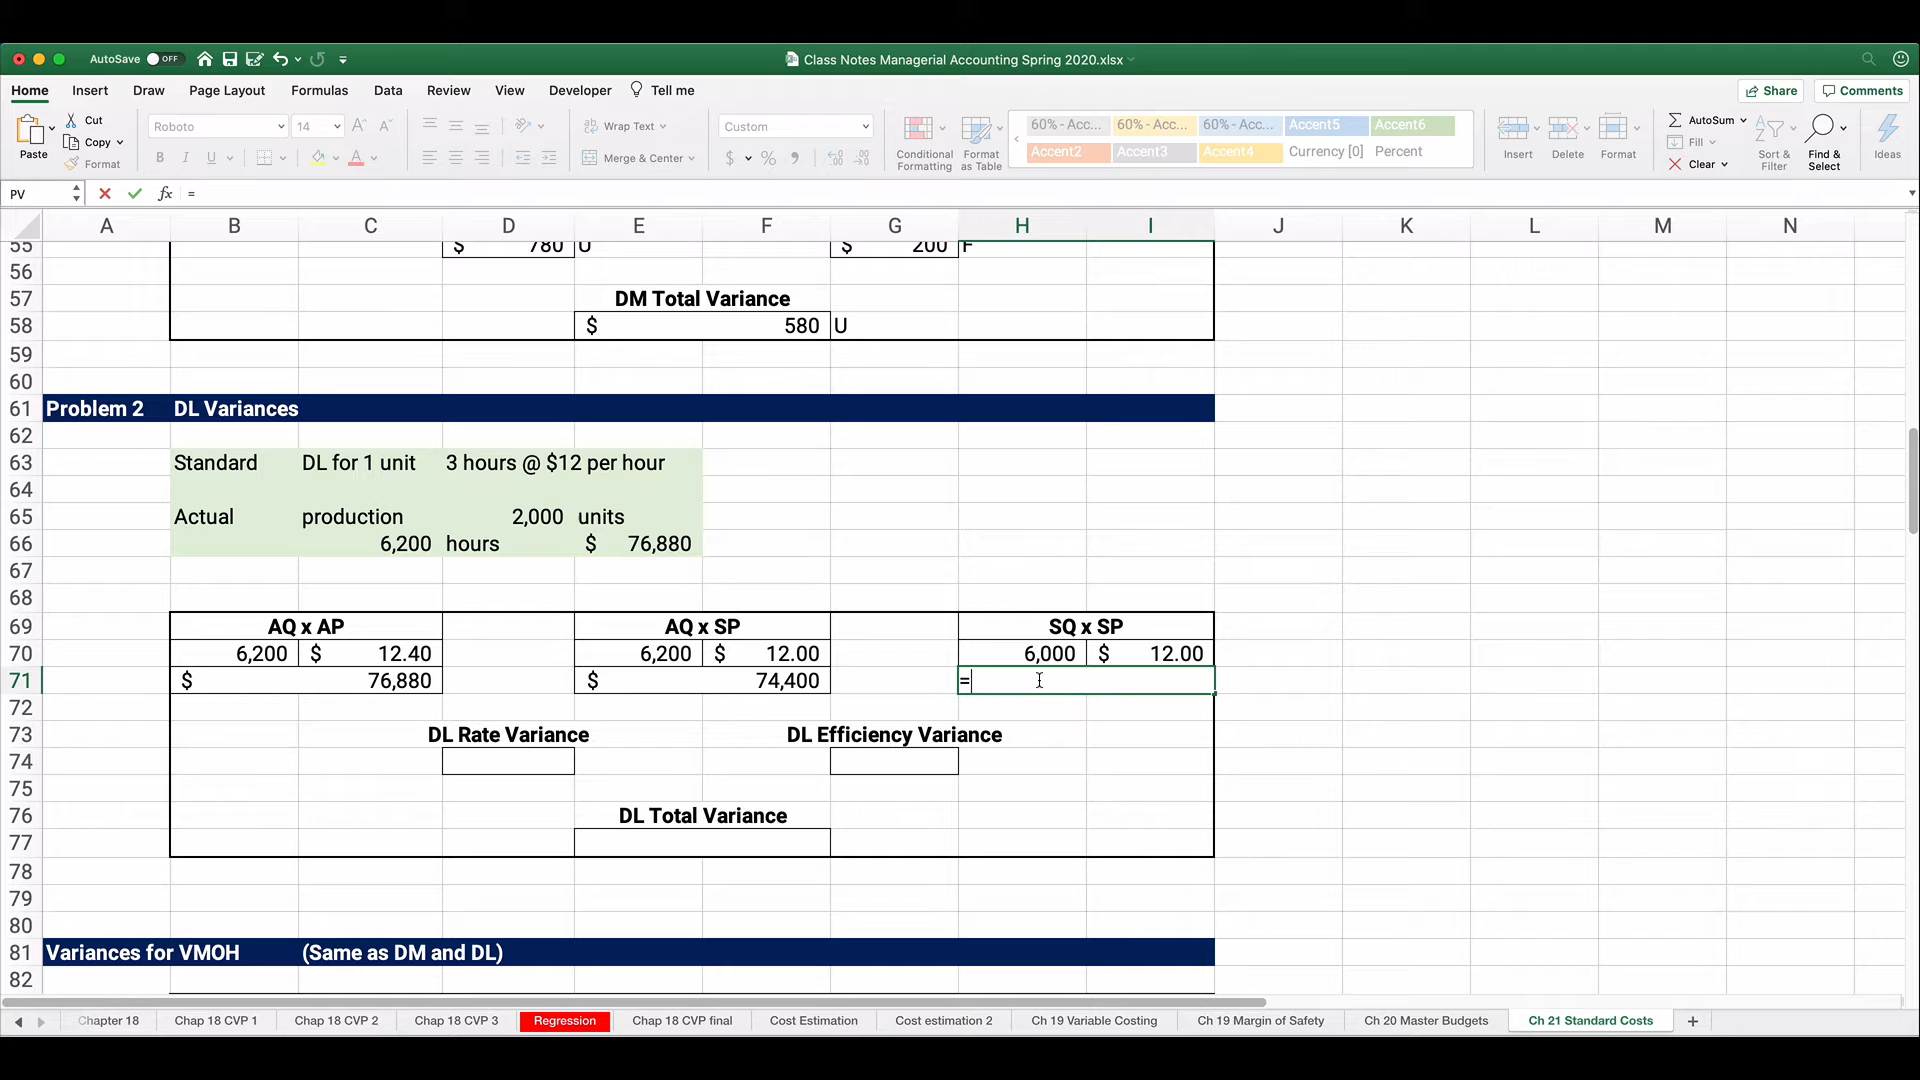 AutoSave OFF Class Notes Managerial Accounting Spring 2020.xlsx
Home Insert Draw Page Layout Formulas Data Review View Developer Tell me Share Comments
Paste Cut Copy Format
Roboto 14 A A
B I U A
Wrap Text
Merge & Center
Custom
$ % 9
Conditional Formatting
Format as Table
60% - Acc... 60% - Acc... 60% - Acc... Accent5 Accent6
Accent2 Accent3 Accent4 Currency [0] Percent
Insert Delete Format
AutoSum
Fill
Clear
Sort & Filter
Find & Select
Ideas
PV fx =
A B C D E F G H I J K L M N
55 $ 780 U $ 200 F
56
57 DM Total Variance
58 $ 580 U
59
60
61 Problem 2 DL Variances
62
63 Standard DL for 1 unit 3 hours @ $12 per hour
64
65 Actual production 2,000 units
66 6,200 hours $ 76,880
67
68
69 AQ x AP AQ x SP SQ x SP
70 6,200 $ 12.40 6,200 $ 12.00 6,000 $ 12.00
71 $ 76,880 $ 74,400 =
72
73 DL Rate Variance DL Efficiency Variance
74
75
76 DL Total Variance
77
78
79
80
81 Variances for VMOH (Same as DM and DL)
82
Chapter 18 Chap 18 CVP 1 Chap 18 CVP 2 Chap 18 CVP 3 Regression Chap 18 CVP final Cost Estimation Cost estimation 2 Ch 19 Variable Costing Ch 19 Margin of Safety Ch 20 Master Budgets Ch 21 Standard Costs +